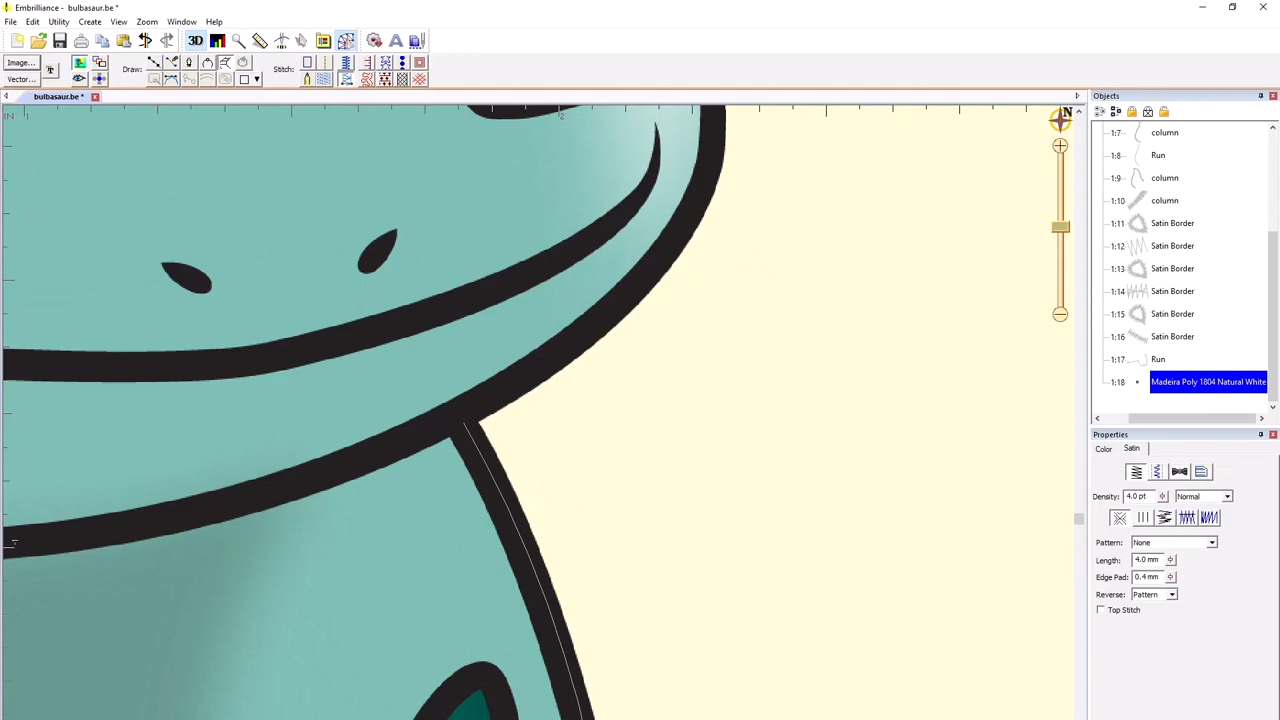 Embrilliance - bulbasaur.be *
File Edit Utility Create View Zoom Window Help
3D
Image... T Draw: Stitch:
Vector...
bulbasaur.be *
Objects
IN 1 2 N
1:7 column
1:8 Run
1:9 column
1:10 column
1:11 Satin Border
1:12 Satin Border
1:13 Satin Border
1:14 Satin Border
1:15 Satin Border
1:16 Satin Border
1:17 Run
1:18 Madeira Poly 1804 Natural White
Properties
Color Satin
Density: 4.0 pt Normal
Pattern: None
Length: 4.0 mm
Edge Pad: 0.4 mm
Reverse: Pattern
Top Stitch